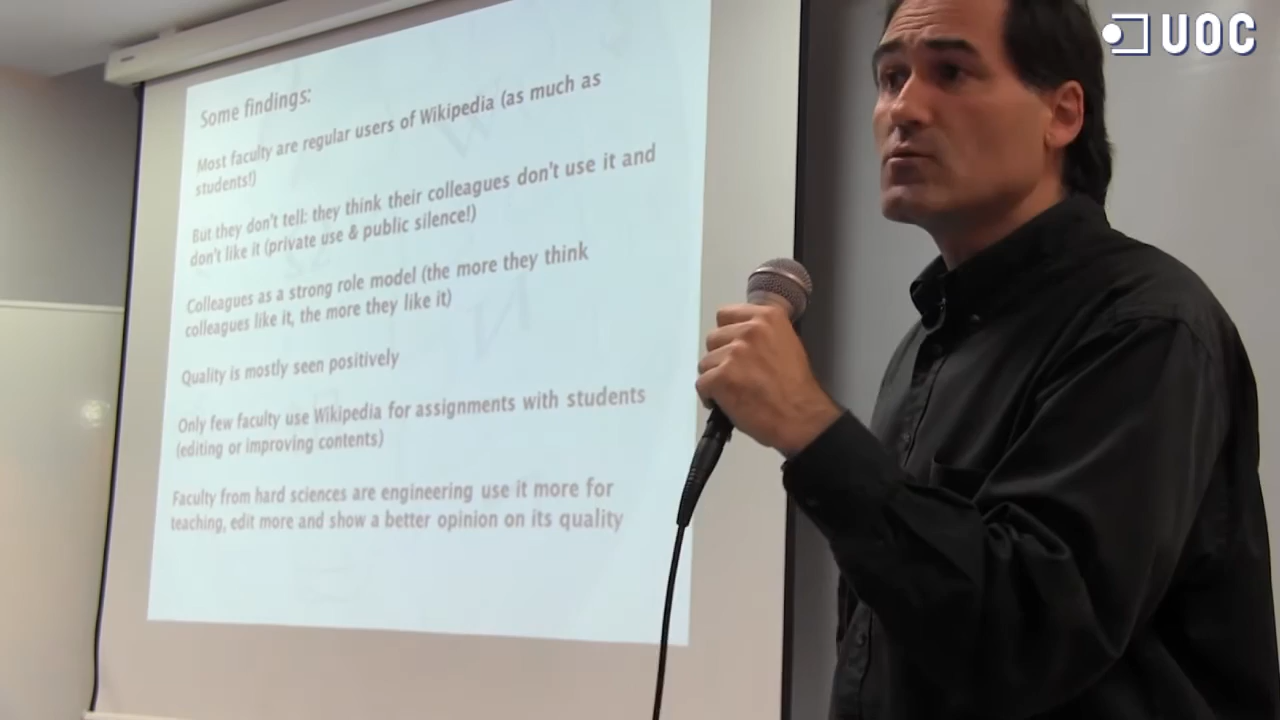 UOC
Some findings:
Most faculty are regular users of Wikipedia (as much as
students!)
But they don't tell: they think their colleagues don't use it and
don't like it (private use & public silence!)
Colleagues as a strong role model (the more they think
colleagues like it, the more they like it)
Quality is mostly seen positively
Only few faculty use Wikipedia for assignments with students
(editing or improving contents)
Faculty from hard sciences are engineering use it more for
teaching, edit more and show a better opinion on its quality